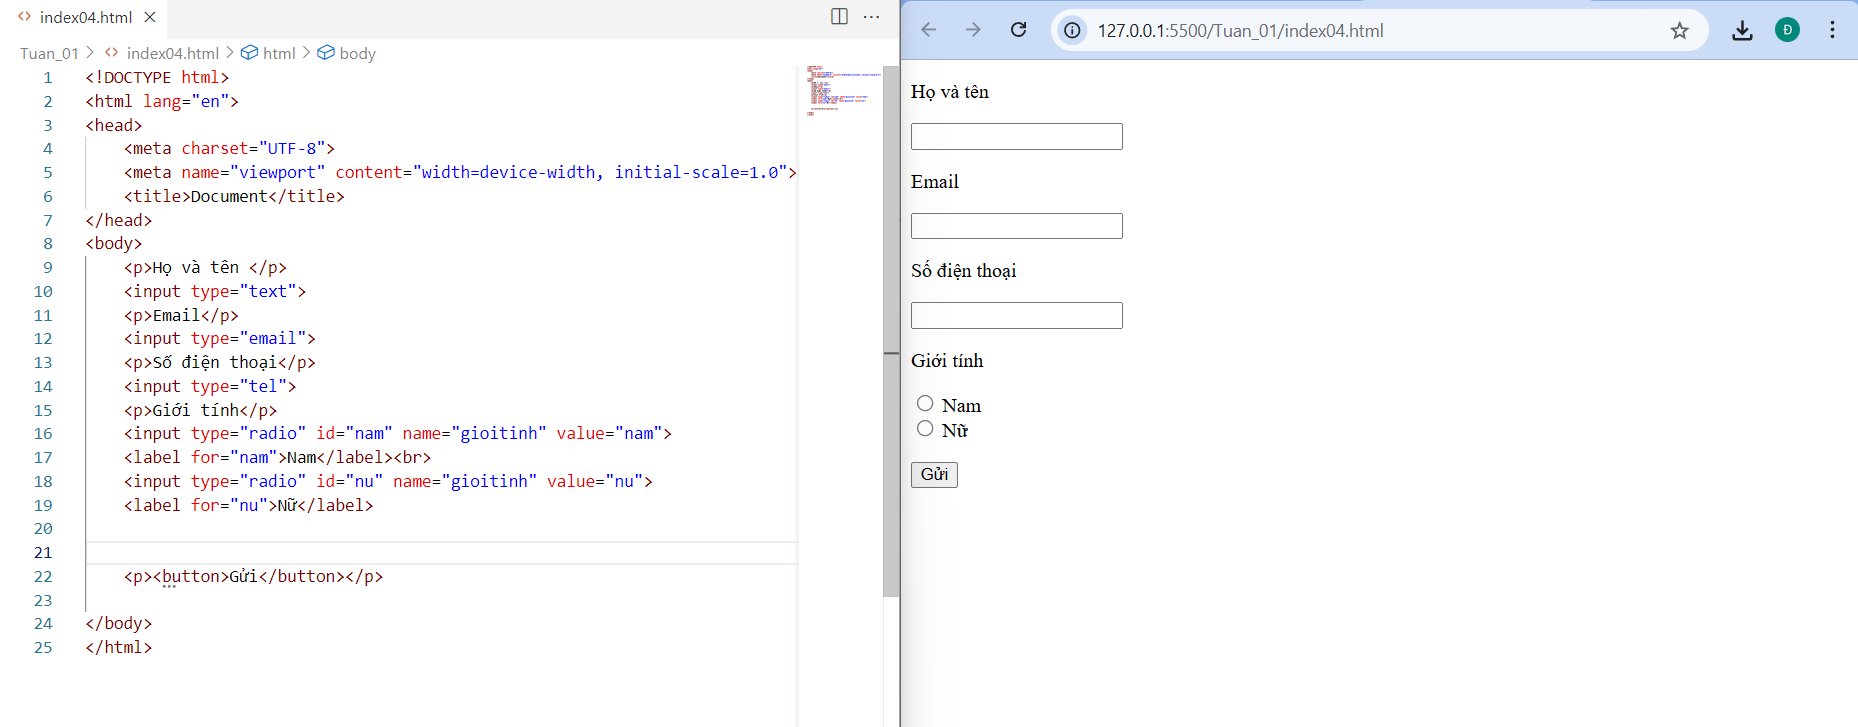 index04.html
Tuan_01 > index04.html > html > body
1 <!DOCTYPE html>
2 <html lang="en">
3 <head>
4 <meta charset="UTF-8">
5 <meta name="viewport" content="width=device-width, initial-scale=1.0">
6 <title>Document</title>
7 </head>
8 <body>
9 <p>Họ và tên </p>
10 <input type="text">
11 <p>Email</p>
12 <input type="email">
13 <p>Số điện thoại</p>
14 <input type="tel">
15 <p>Giới tính</p>
16 <input type="radio" id="nam" name="gioitinh" value="nam">
17 <label for="nam">Nam</label><br>
18 <input type="radio" id="nu" name="gioitinh" value="nu">
19 <label for="nu">Nữ</label>
20
21
22 <p><button>Gửi</button></p>
23
24 </body>
25 </html>
127.0.0.1:5500/Tuan_01/index04.html
Đ
Họ và tên
Email
Số điện thoại
Giới tính
Nam
Nữ
Gửi